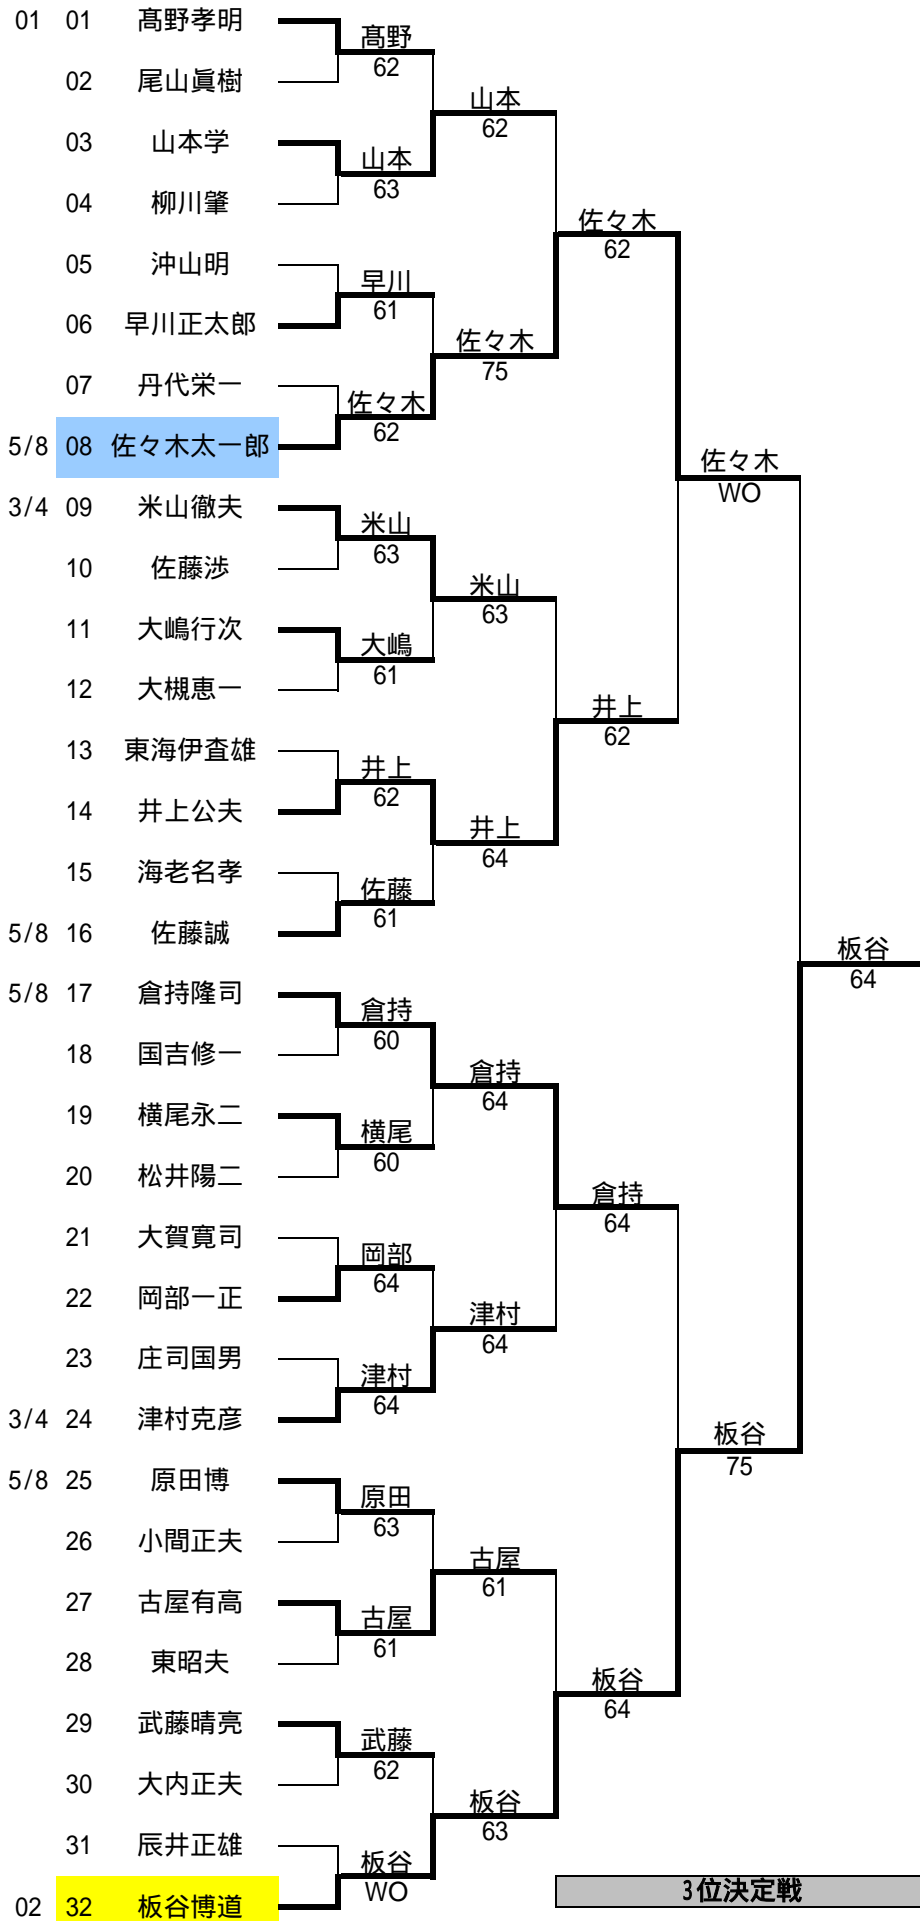 01 01 髙野孝明
髙野
62
02 尾山眞樹
山本
62
03 山本学
山本
63
04 柳川肇
佐々木
62
05 沖山明
早川
61
06 早川正太郎
佐々木
75
07 丹代栄一
佐々木
62
5/8 08 佐々木太一郎
佐々木
WO
3/4 09 米山徹夫
米山
63
10 佐藤渉
米山
63
11 大嶋行次
大嶋
61
12 大槻恵一
井上
62
13 東海伊査雄
井上
62
14 井上公夫
井上
64
15 海老名孝
佐藤
61
5/8 16 佐藤誠
板谷
64
5/8 17 倉持隆司
倉持
60
18 国吉修一
倉持
64
19 横尾永二
横尾
60
20 松井陽二
倉持
64
21 大賀寛司
岡部
64
22 岡部一正
津村
64
23 庄司国男
津村
64
3/4 24 津村克彦
板谷
75
5/8 25 原田博
原田
63
26 小間正夫
古屋
61
27 古屋有高
古屋
61
28 東昭夫
板谷
64
29 武藤晴亮
武藤
62
30 大内正夫
板谷
63
31 辰井正雄
板谷
WO
02 32 板谷博道
3位決定戦